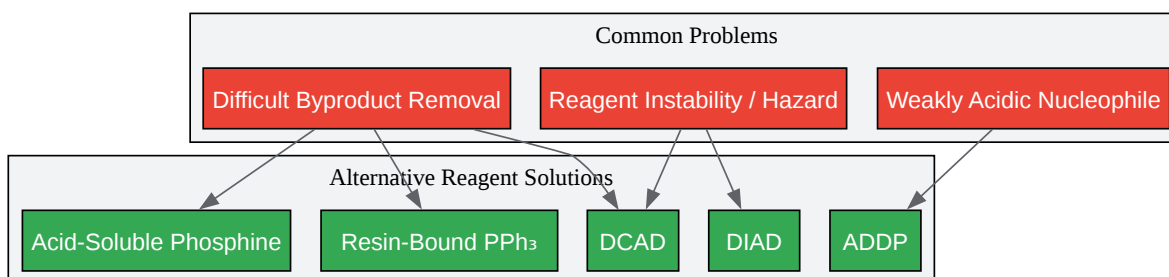 Common Problems
Difficult Byproduct Removal
Reagent Instability / Hazard
Weakly Acidic Nucleophile
Alternative Reagent Solutions
Acid-Soluble Phosphine
Resin-Bound PPh₃
DCAD
DIAD
ADDP